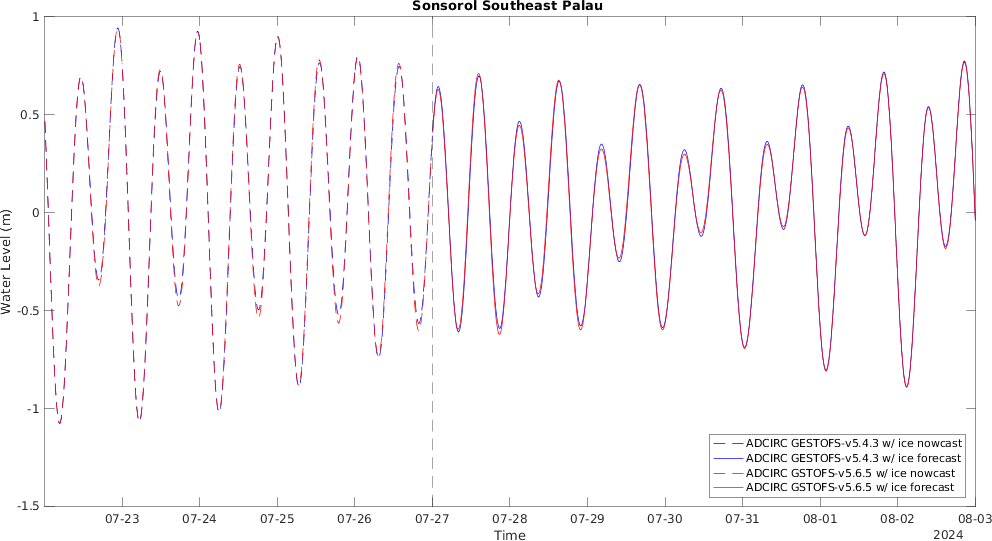 Sonsorol Southeast Palau
1
0.5
0
-0.5
-1
-1.5
Water Level (m)
ADCIRC GESTOFS-v5.4.3 w/ ice nowcast
ADCIRC GESTOFS-v5.4.3 w/ ice forecast
ADCIRC GSTOFS-v5.6.5 w/ ice nowcast
ADCIRC GSTOFS-v5.6.5 w/ ice forecast
07-23 07-24 07-25 07-26 07-27 07-28 07-29 07-30 07-31 08-01 08-02 08-03
Time
2024